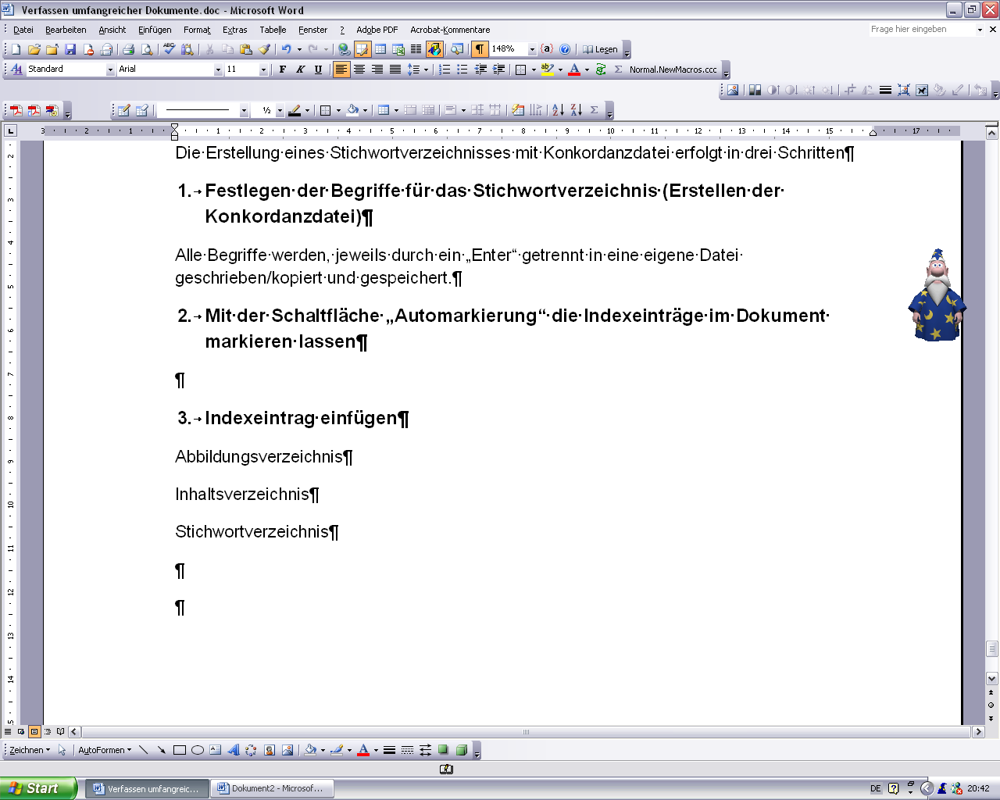 Verfassen umfangreicher Dokumente.doc - Microsoft Word
Datei Bearbeiten Ansicht Einfügen Format Extras Tabelle Fenster ? Adobe PDF Acrobat-Kommentare Frage hier eingeben
148% Lesen
Standard Arial 11 F K U Normal.NewMacros.ccc
½
3 2 1 1 2 3 4 5 6 7 8 9 10 11 12 13 14 15 17
Die·Erstellung·eines·Stichwortverzeichnisses·mit·Konkordanzdatei·erfolgt·in·drei·Schritten¶
1.→Festlegen·der·Begriffe·für·das·Stichwortverzeichnis·(Erstellen·der·
Konkordanzdatei)¶
Alle·Begriffe·werden,·jeweils·durch·ein·„Enter“·getrennt·in·eine·eigene·Datei·
geschrieben/kopiert·und·gespeichert.¶
2.→Mit·der·Schaltfläche·„Automarkierung“·die·Indexeinträge·im·Dokument·
markieren·lassen¶
¶
3.→Indexeintrag·einfügen¶
Abbildungsverzeichnis¶
Inhaltsverzeichnis¶
Stichwortverzeichnis¶
¶
¶
Zeichnen AutoFormen
Start Verfassen umfangreic... Dokument2 - Microsof... DE 20:42